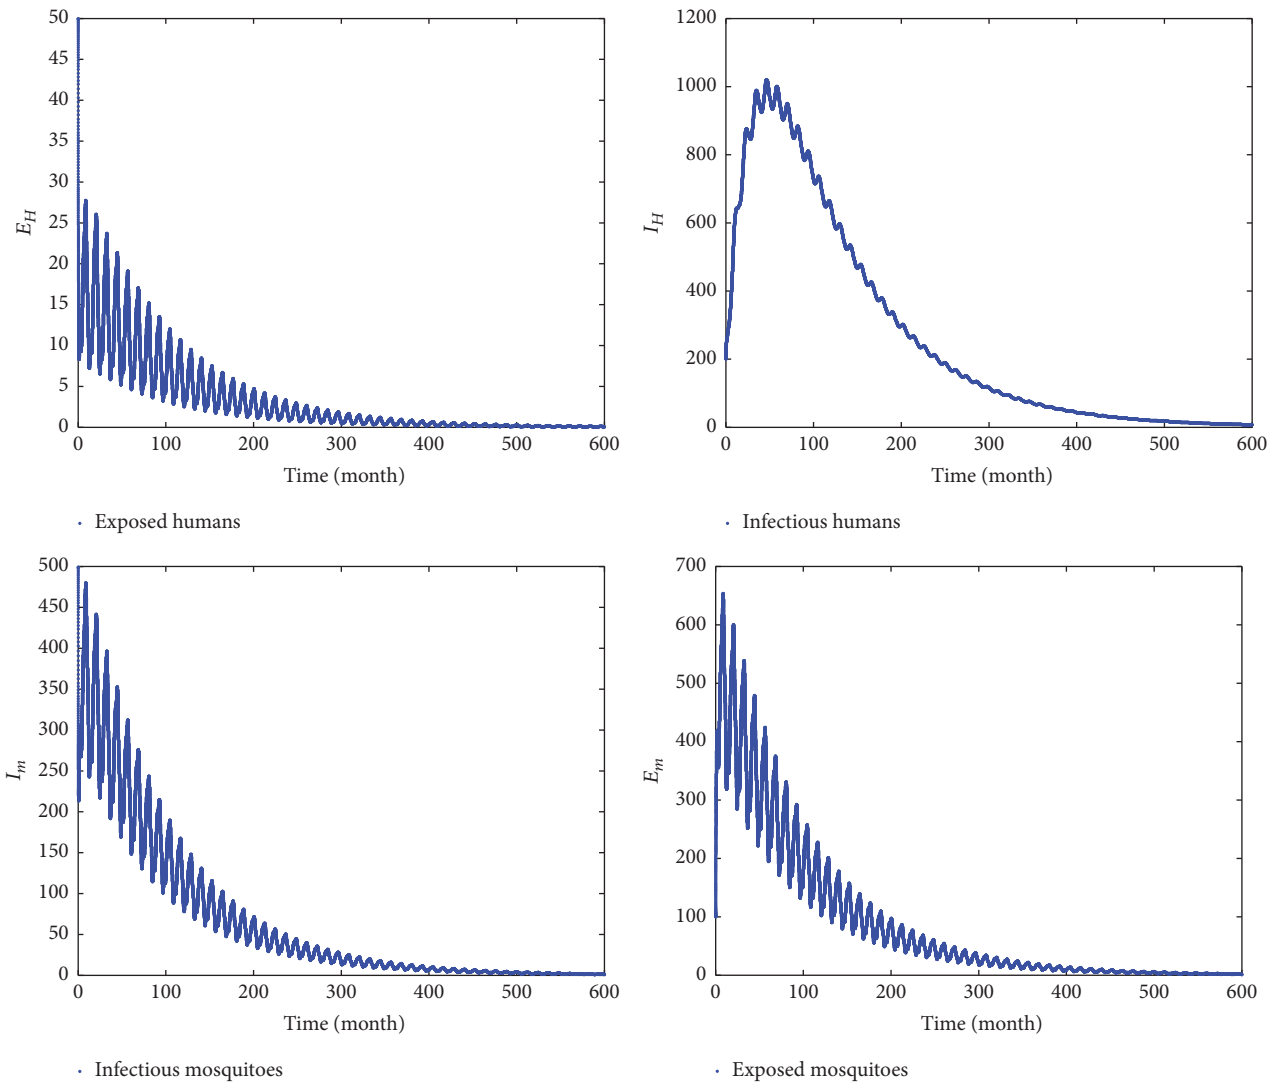 50
45
40
35
30
25
20
15
10
5
0
E_H
0 100 200 300 400 500 600
Time (month)
Exposed humans
1200
1000
800
600
400
200
0
I_H
0 100 200 300 400 500 600
Time (month)
Infectious humans
500
450
400
350
300
250
200
150
100
50
0
I_m
0 100 200 300 400 500 600
Time (month)
Infectious mosquitoes
700
600
500
400
300
200
100
0
E_m
0 100 200 300 400 500 600
Time (month)
Exposed mosquitoes